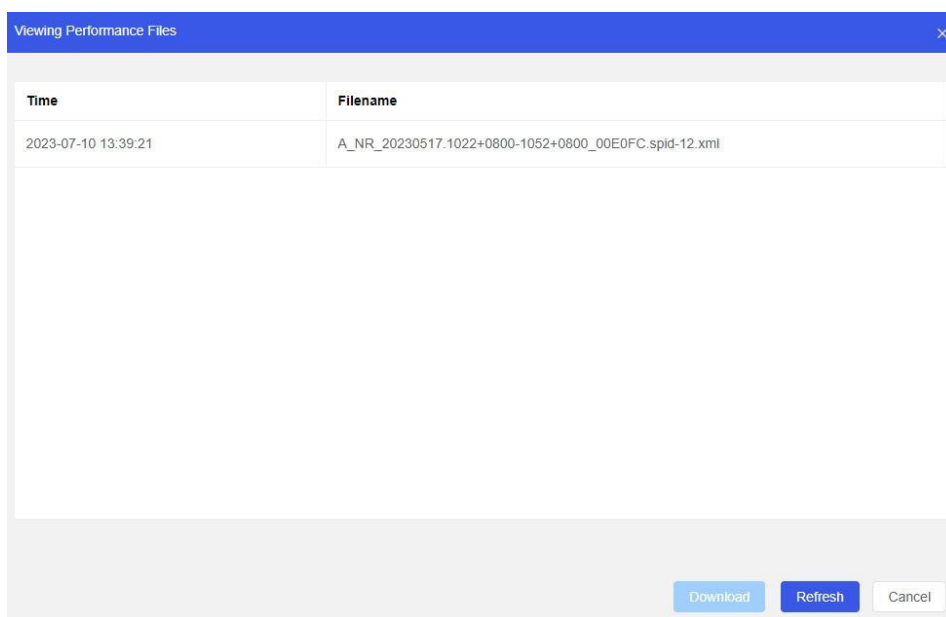 Viewing Performance Files
Time Filename
2023-07-10 13:39:21 A_NR_20230517.1022+0800-1052+0800_00E0FC.spid-12.xml
Download Refresh Cancel